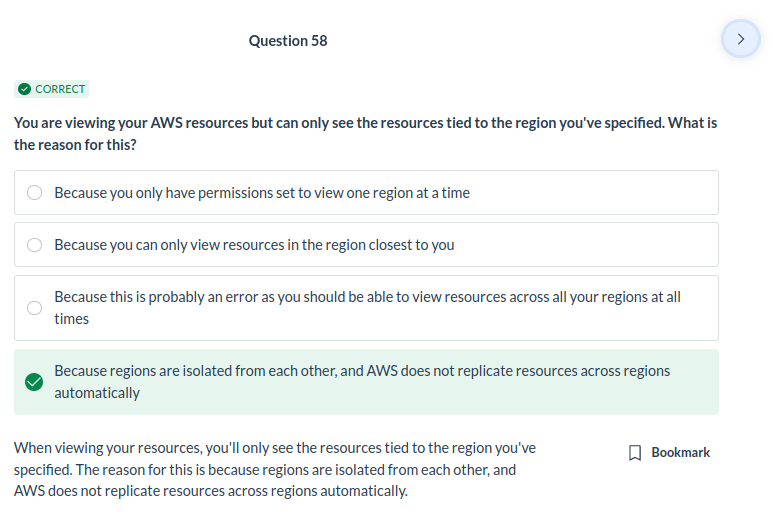 Question 58
CORRECT
You are viewing your AWS resources but can only see the resources tied to the region you've specified. What is
the reason for this?
Because you only have permissions set to view one region at a time
Because you can only view resources in the region closest to you
Because this is probably an error as you should be able to view resources across all your regions at all
times
Because regions are isolated from each other, and AWS does not replicate resources across regions
automatically
When viewing your resources, you'll only see the resources tied to the region you've
specified. The reason for this is because regions are isolated from each other, and
AWS does not replicate resources across regions automatically.
Bookmark